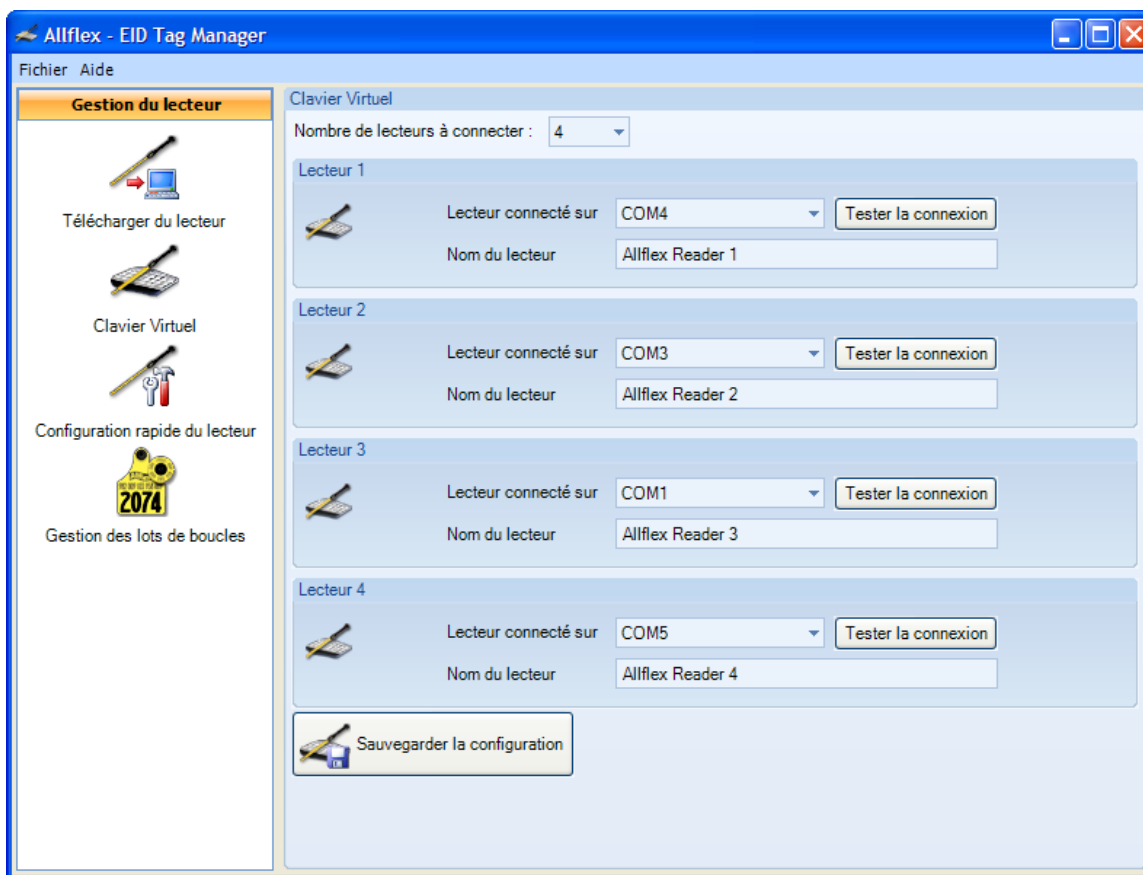 Allflex - EID Tag Manager
Fichier Aide
Gestion du lecteur
Télécharger du lecteur
Clavier Virtuel
Configuration rapide du lecteur
2074
Gestion des lots de boucles
Clavier Virtuel
Nombre de lecteurs à connecter : 4
Lecteur 1
Lecteur connecté sur COM4 Tester la connexion
Nom du lecteur Allflex Reader 1
Lecteur 2
Lecteur connecté sur COM3 Tester la connexion
Nom du lecteur Allflex Reader 2
Lecteur 3
Lecteur connecté sur COM1 Tester la connexion
Nom du lecteur Allflex Reader 3
Lecteur 4
Lecteur connecté sur COM5 Tester la connexion
Nom du lecteur Allflex Reader 4
Sauvegarder la configuration